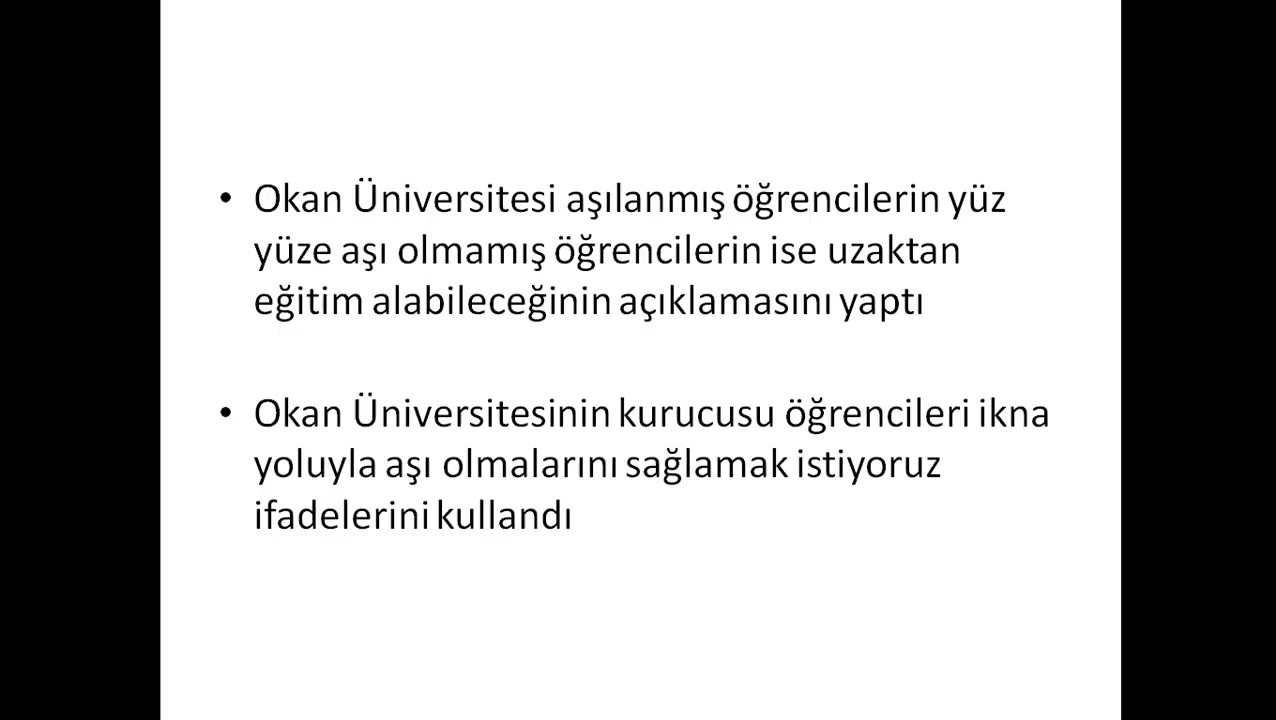 • Okan Üniversitesi aşılanmış öğrencilerin yüz
yüze aşı olmamış öğrencilerin ise uzaktan
eğitim alabileceğinin açıklamasını yaptı
• Okan Üniversitesinin kurucusu öğrencileri ikna
yoluyla aşı olmalarını sağlamak istiyoruz
ifadelerini kullandı